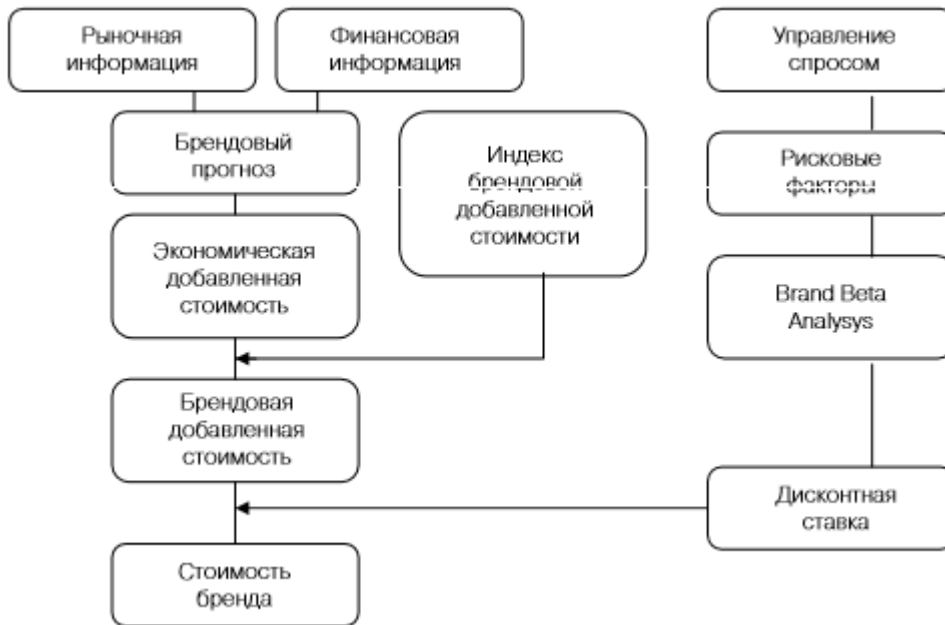 Рыночная
информация
Финансовая
информация
Управление
спросом
Брендовый
прогноз
Индекс
брендовой
добавленной
стоимости
Рисковые
факторы
Экономическая
добавленная
стоимость
Brand Beta
Analysys
Брендовая
добавленная
стоимость
Дисконтная
ставка
Стоимость
бренда